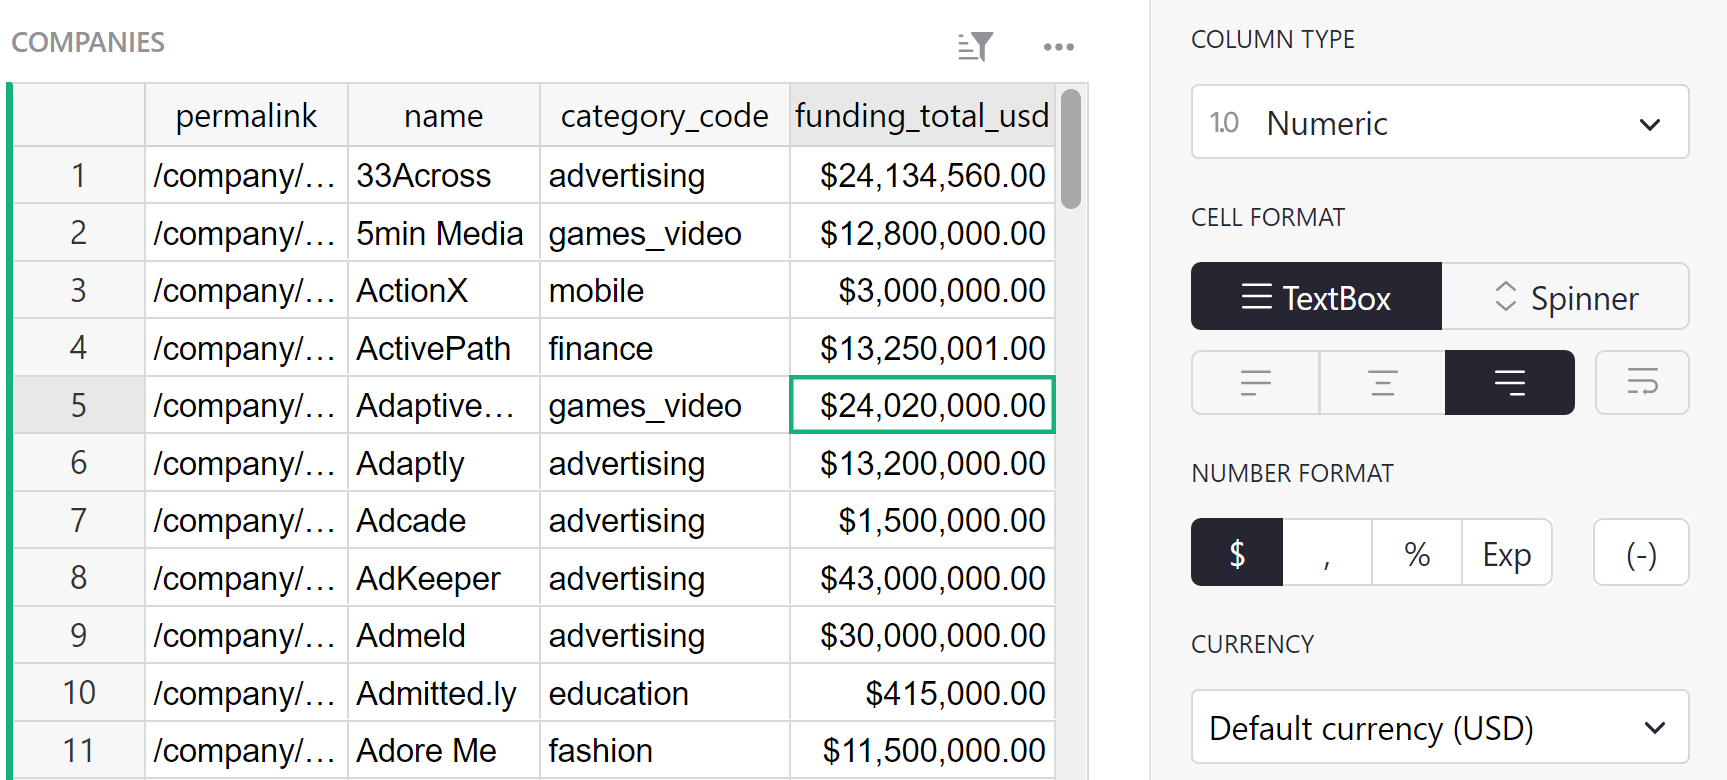 COMPANIES
permalink name category_code funding_total_usd
1 /company/… 33Across advertising $24,134,560.00
2 /company/… 5min Media games_video $12,800,000.00
3 /company/… ActionX mobile $3,000,000.00
4 /company/… ActivePath finance $13,250,001.00
5 /company/… Adaptive… games_video $24,020,000.00
6 /company/… Adaptly advertising $13,200,000.00
7 /company/… Adcade advertising $1,500,000.00
8 /company/… AdKeeper advertising $43,000,000.00
9 /company/… Admeld advertising $30,000,000.00
10 /company/… Admitted.ly education $415,000.00
11 /company/… Adore Me fashion $11,500,000.00
COLUMN TYPE
1.0 Numeric
CELL FORMAT
TextBox Spinner
NUMBER FORMAT
$ , % Exp (-)
CURRENCY
Default currency (USD)